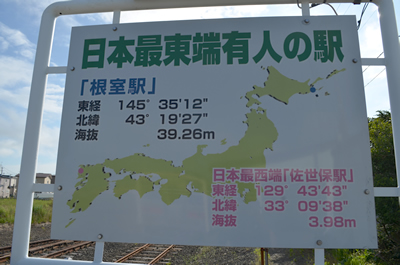 日本最東端有人の駅
「根室駅」
東経 145° 35'12"
北緯 43° 19'27"
海抜 39.26m
日本最西端「佐世保駅」
東経 129° 43'43"
北緯 33° 09'38"
海抜 3.98m